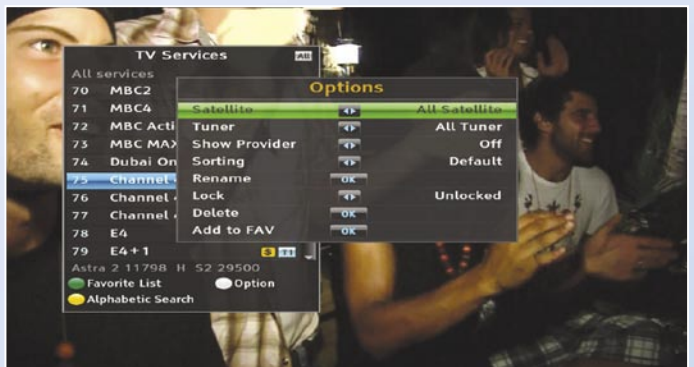 TV Services
All
All services
70 MBC2
71 MBC4
72 MBC Acti
73 MBC MAX
74 Dubai On
75 Channel
76 Channel
77 Channel
78 E4
79 E4+1 $ T1
Astra 2 11798 H S2 29500
Favorite List Option
Alphabetic Search
Options
Satellite All Satellite
Tuner All Tuner
Show Provider Off
Sorting Default
Rename OK
Lock Unlocked
Delete OK
Add to FAV OK